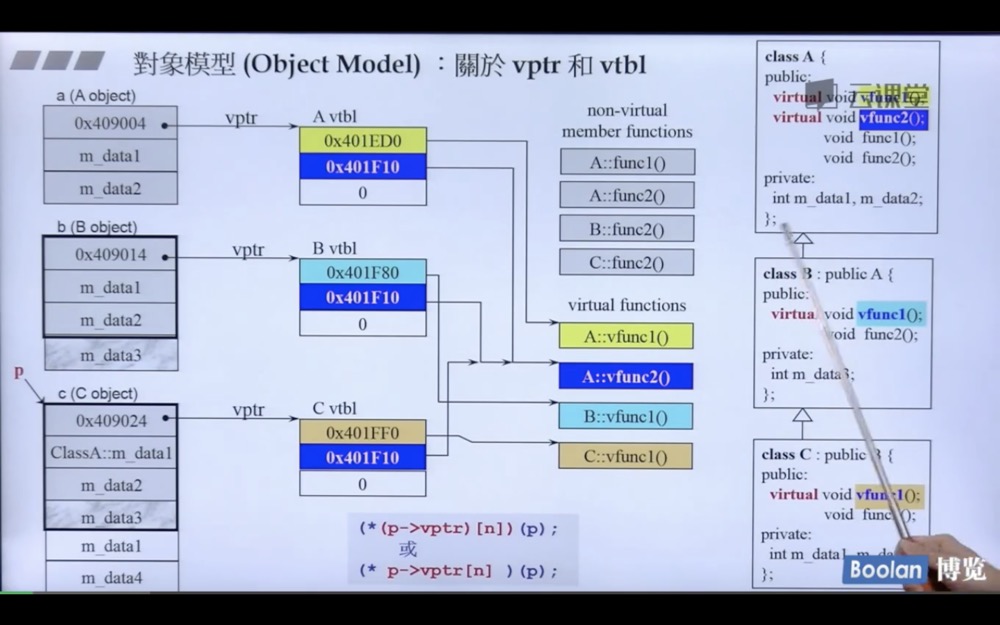 對象模型 (Object Model) ：關於 vptr 和 vtbl
a (A object)
0x409004
m_data1
m_data2
vptr
A vtbl
0x401ED0
0x401F10
0
b (B object)
0x409014
m_data1
m_data2
m_data3
vptr
B vtbl
0x401F80
0x401F10
0
p
c (C object)
0x409024
ClassA::m_data1
m_data2
m_data3
m_data1
m_data4
vptr
C vtbl
0x401FF0
0x401F10
0
non-virtual
member functions
A::func1()
A::func2()
B::func2()
C::func2()
virtual functions
A::vfunc1()
A::vfunc2()
B::vfunc1()
C::vfunc1()
(*(p->vptr)[n])(p);
或
(* p->vptr[n] )(p);
class A {
public:
virtual void vfunc1();
virtual void vfunc2();
void func1();
void func2();
private:
int m_data1, m_data2;
};
class B : public A {
public:
virtual void vfunc1();
void func2();
private:
int m_data3;
};
class C : public B {
public:
virtual void vfunc1();
void func2();
private:
int m_data1,
};
云课堂
Boolan 博览